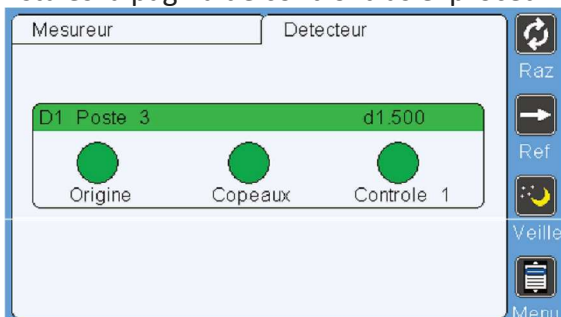 Mesureur
Detecteur
Raz
D1 Poste 3
d1.500
Ref
Origine
Copeaux
Controle 1
Veille
Menu